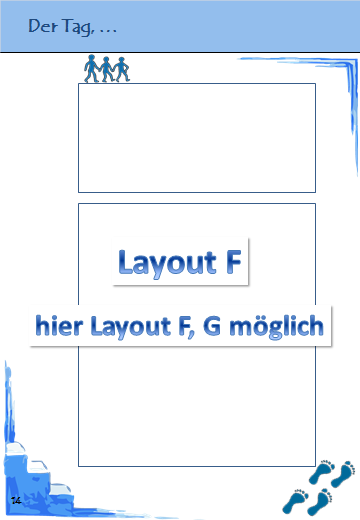 Der Tag, ...
Layout F
hier Layout F, G möglich
14